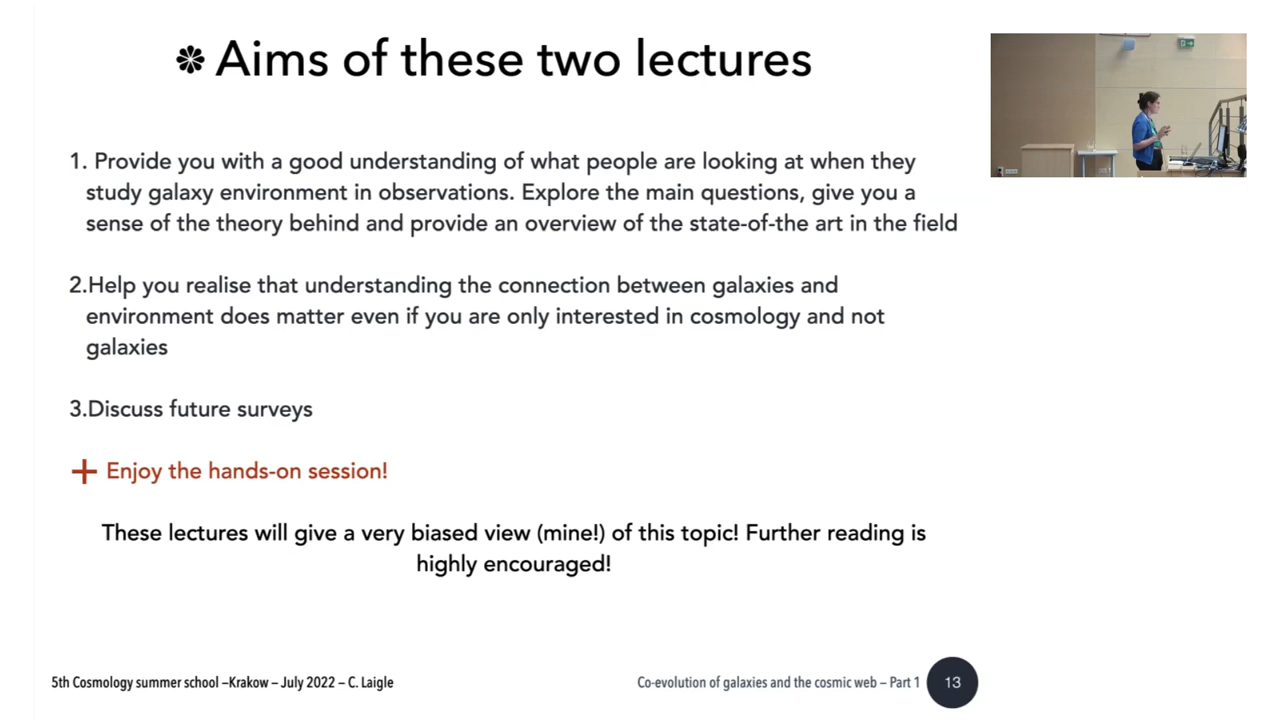 ✽ Aims of these two lectures
1. Provide you with a good understanding of what people are looking at when they
study galaxy environment in observations. Explore the main questions, give you a
sense of the theory behind and provide an overview of the state-of-the art in the field
2.Help you realise that understanding the connection between galaxies and
environment does matter even if you are only interested in cosmology and not
galaxies
3.Discuss future surveys
+ Enjoy the hands-on session!
These lectures will give a very biased view (mine!) of this topic! Further reading is
highly encouraged!
5th Cosmology summer school –Krakow – July 2022 – C. Laigle
Co-evolution of galaxies and the cosmic web – Part 1
13